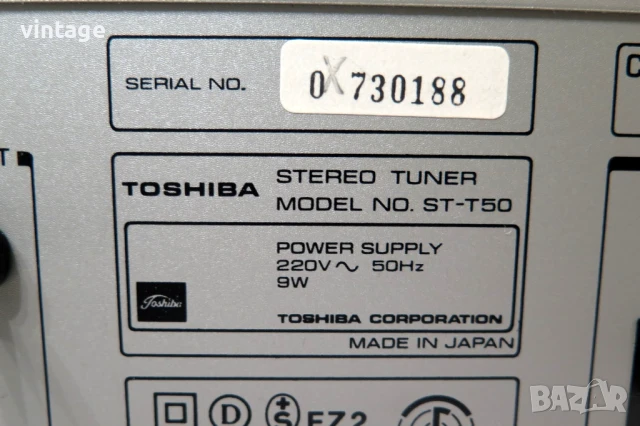 vintage
SERIAL NO.
0X730188
TOSHIBA
STEREO TUNER
MODEL NO. ST-T50
POWER SUPPLY
220V ~ 50Hz
9W
Toshiba
TOSHIBA CORPORATION
MADE IN JAPAN
D
+S
FZ2
BAZAR
bg